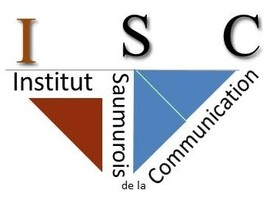 I S C
Institut
Saumurois
de la
Communication